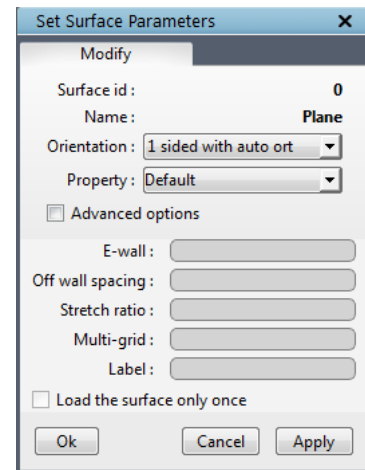 Set Surface Parameters
Modify
Surface id : 0
Name : Plane
Orientation : 1 sided with auto ort
Property : Default
Advanced options
E-wall :
Off wall spacing :
Stretch ratio :
Multi-grid :
Label :
Load the surface only once
Ok Cancel Apply